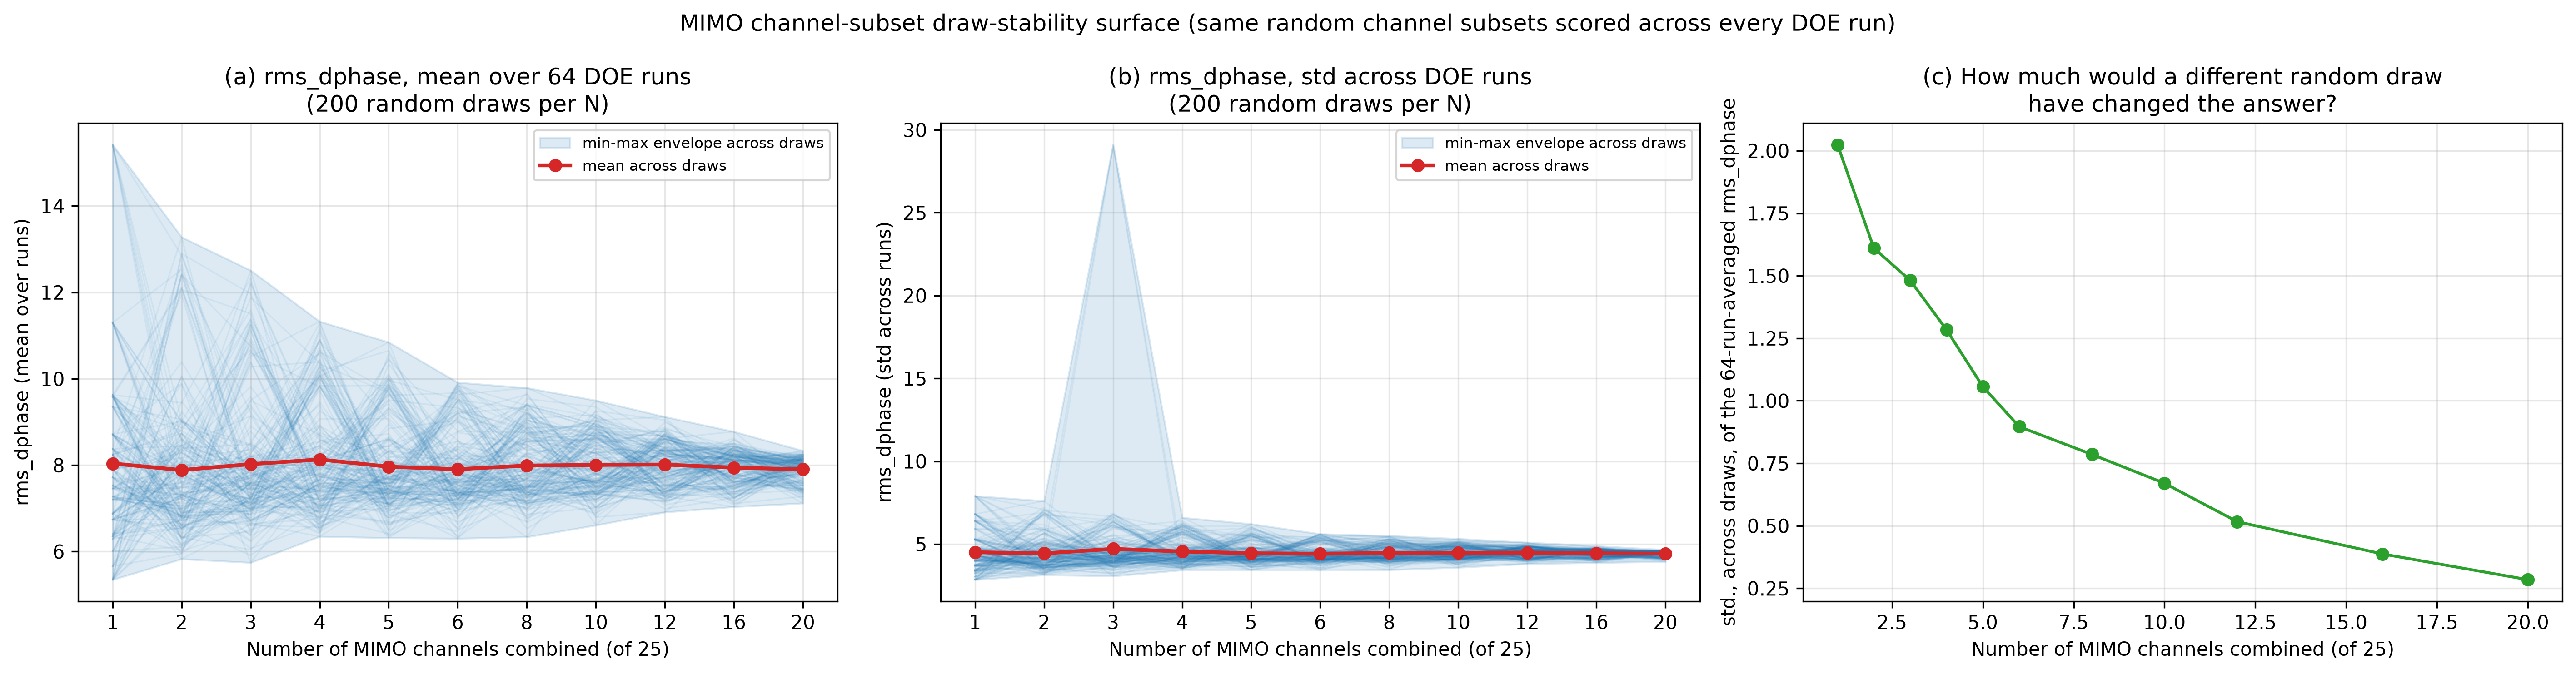 MIMO channel-subset draw-stability surface (same random channel subsets scored across every DOE run)
(a) rms_dphase, mean over 64 DOE runs
(200 random draws per N)
min-max envelope across draws
mean across draws
rms_dphase (mean over runs)
14
12
10
8
6
1 2 3 4 5 6 8 10 12 16 20
Number of MIMO channels combined (of 25)
(b) rms_dphase, std across DOE runs
(200 random draws per N)
min-max envelope across draws
mean across draws
rms_dphase (std across runs)
30
25
20
15
10
5
1 2 3 4 5 6 8 10 12 16 20
Number of MIMO channels combined (of 25)
(c) How much would a different random draw
have changed the answer?
std., across draws, of the 64-run-averaged rms_dphase
2.00
1.75
1.50
1.25
1.00
0.75
0.50
0.25
2.5 5.0 7.5 10.0 12.5 15.0 17.5 20.0
Number of MIMO channels combined (of 25)